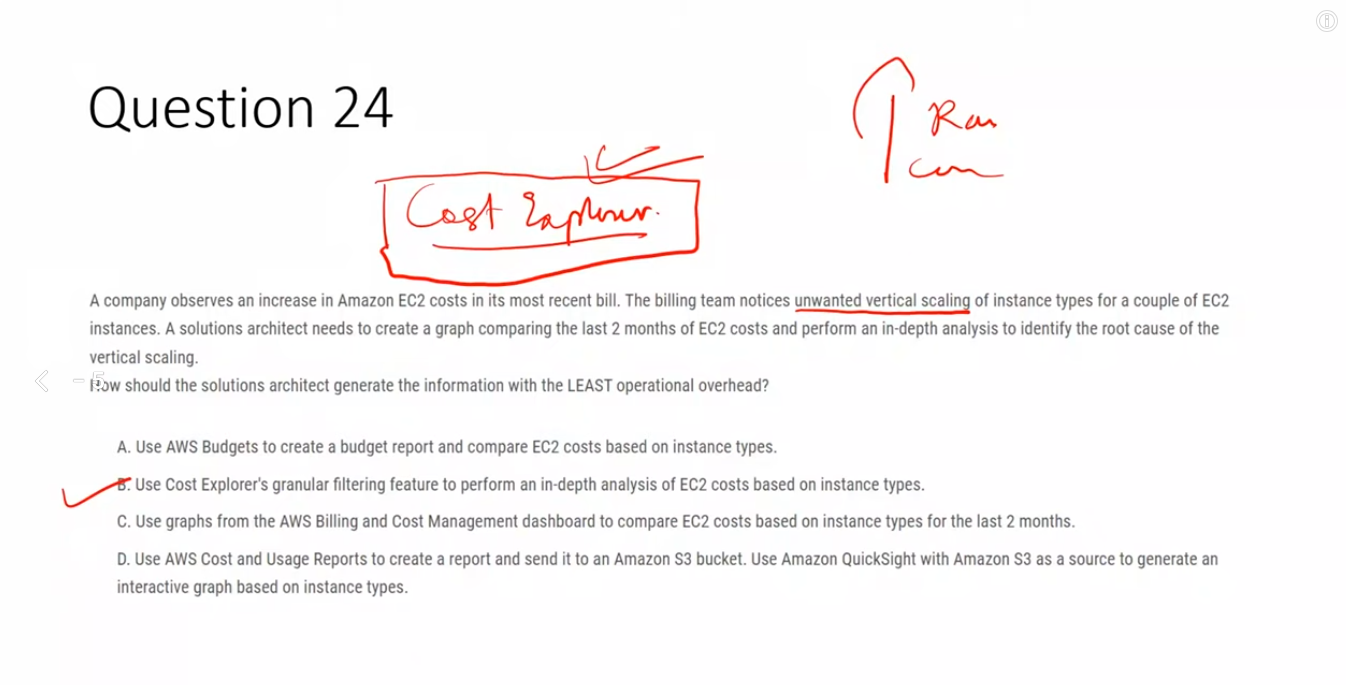 Question 24
Cost Explorer.
A company observes an increase in Amazon EC2 costs in its most recent bill. The billing team notices unwanted vertical scaling of instance types for a couple of EC2
instances. A solutions architect needs to create a graph comparing the last 2 months of EC2 costs and perform an in-depth analysis to identify the root cause of the
vertical scaling.
How should the solutions architect generate the information with the LEAST operational overhead?
A. Use AWS Budgets to create a budget report and compare EC2 costs based on instance types.
B. Use Cost Explorer's granular filtering feature to perform an in-depth analysis of EC2 costs based on instance types.
C. Use graphs from the AWS Billing and Cost Management dashboard to compare EC2 costs based on instance types for the last 2 months.
D. Use AWS Cost and Usage Reports to create a report and send it to an Amazon S3 bucket. Use Amazon QuickSight with Amazon S3 as a source to generate an
interactive graph based on instance types.